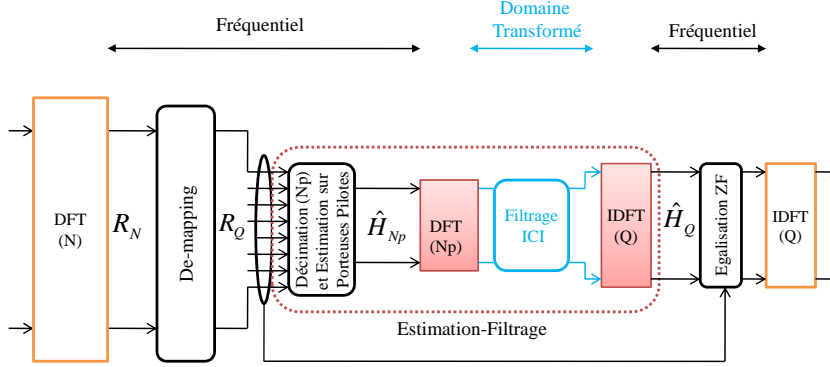 Domaine
Transformé
Fréquentiel
Fréquentiel
DFT
(N)
R_N
De-mapping
R_Q
Décimation (Np)
et Estimation sur
Porteuses Pilotes
Ĥ_Np
DFT
(Np)
Filtrage
ICI
IDFT
(Q)
Ĥ_Q
Egalisation ZF
IDFT
(Q)
Estimation-Filtrage